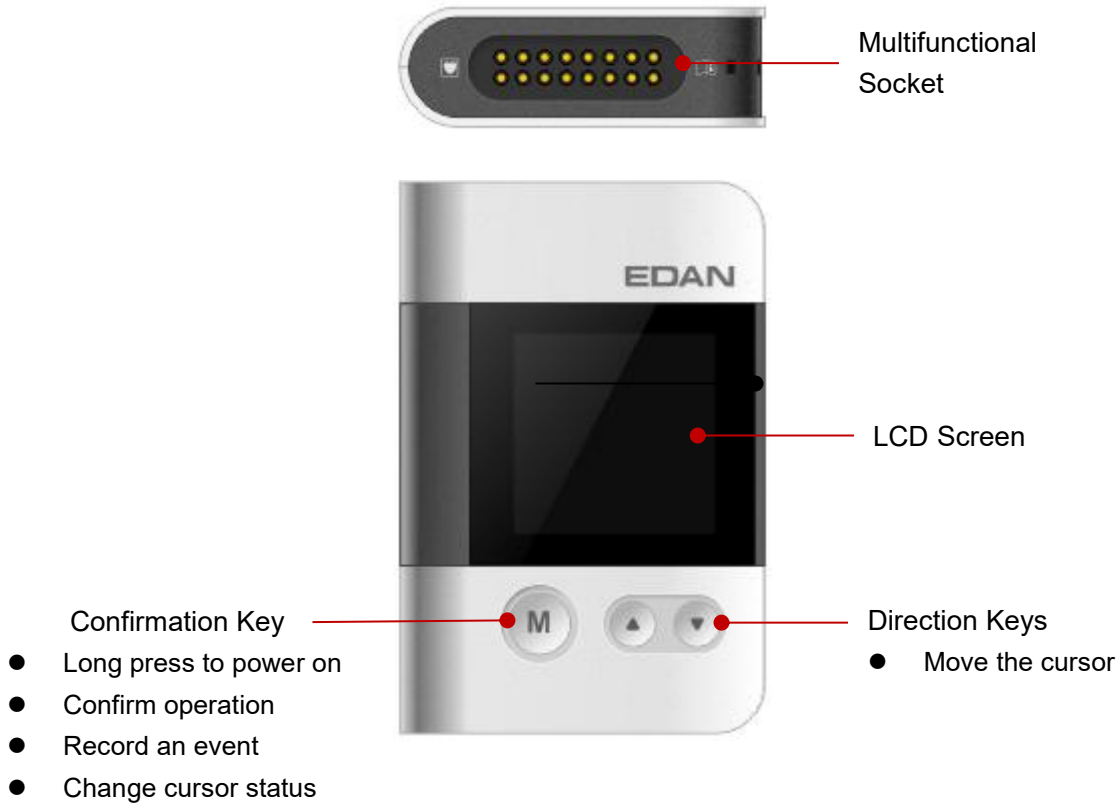 Multifunctional
Socket
EDAN
LCD Screen
M
Confirmation Key
● Long press to power on
● Confirm operation
● Record an event
● Change cursor status
Direction Keys
● Move the cursor